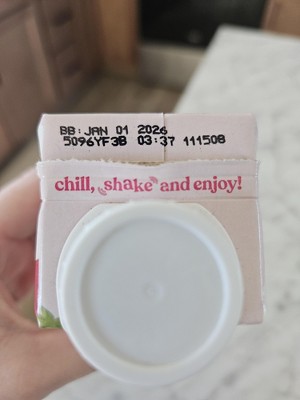 BB:JAN 01 2026
5096YF3B 03:37 111508
chill, shake and enjoy!